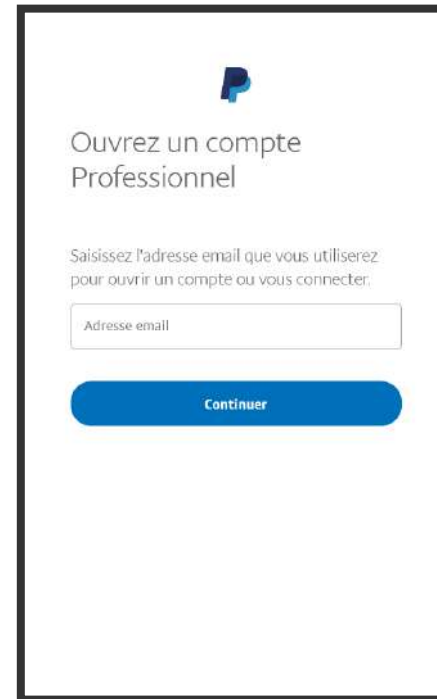 Ouvrez un compte
Professionnel
Saisissez l'adresse email que vous utiliserez
pour ouvrir un compte ou vous connecter.
Adresse email
Continuer